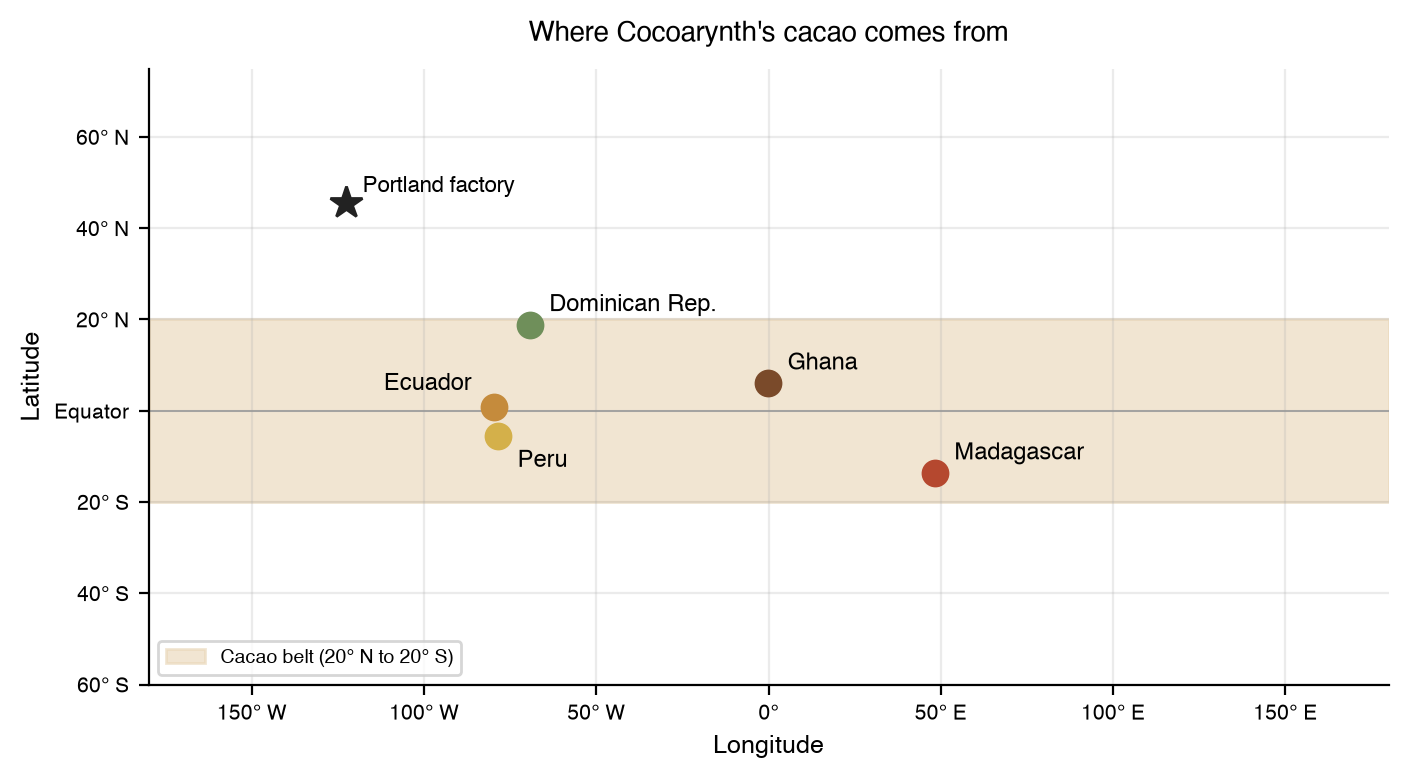 Where Cocoarynth's cacao comes from
60° N
Portland factory
40° N
Dominican Rep.
20° N
Ghana
Ecuador
Latitude
Equator
Madagascar
Peru
20° S
40° S
Cacao belt (20° N to 20° S)
60° S
150° W
100° W
50° W
0°
50° E
100° E
150° E
Longitude